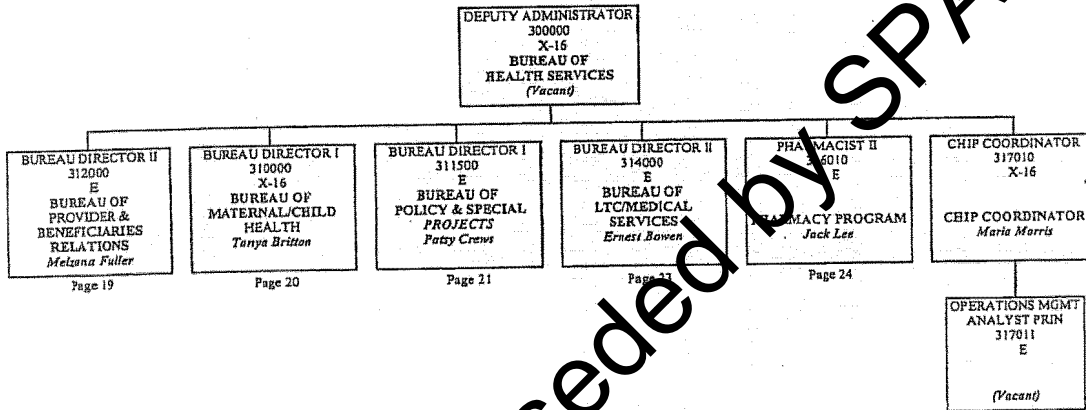 DEPUTY ADMINISTRATOR
300000
X-16
BUREAU OF
HEALTH SERVICES
(Vacant)
BUREAU DIRECTOR II
312000
E
BUREAU OF
PROVIDER &
BENEFICIARIES
RELATIONS
Melzana Fuller
Page 19
BUREAU DIRECTOR I
310000
X-16
BUREAU OF
MATERNAL/CHILD
HEALTH
Tanya Britton
Page 20
BUREAU DIRECTOR I
311500
E
BUREAU OF
POLICY & SPECIAL
PROJECTS
Patsy Crews
Page 21
BUREAU DIRECTOR II
314000
E
BUREAU OF
LTC/MEDICAL
SERVICES
Ernest Bowen
Page 23
PHARMACIST II
316010
E
PHARMACY PROGRAM
Jack Lee
Page 24
CHIP COORDINATOR
317010
X-16
CHIP COORDINATOR
Maria Morris
OPERATIONS MGMT
ANALYST PRIN
317011
E
(Vacant)
seded by SPA